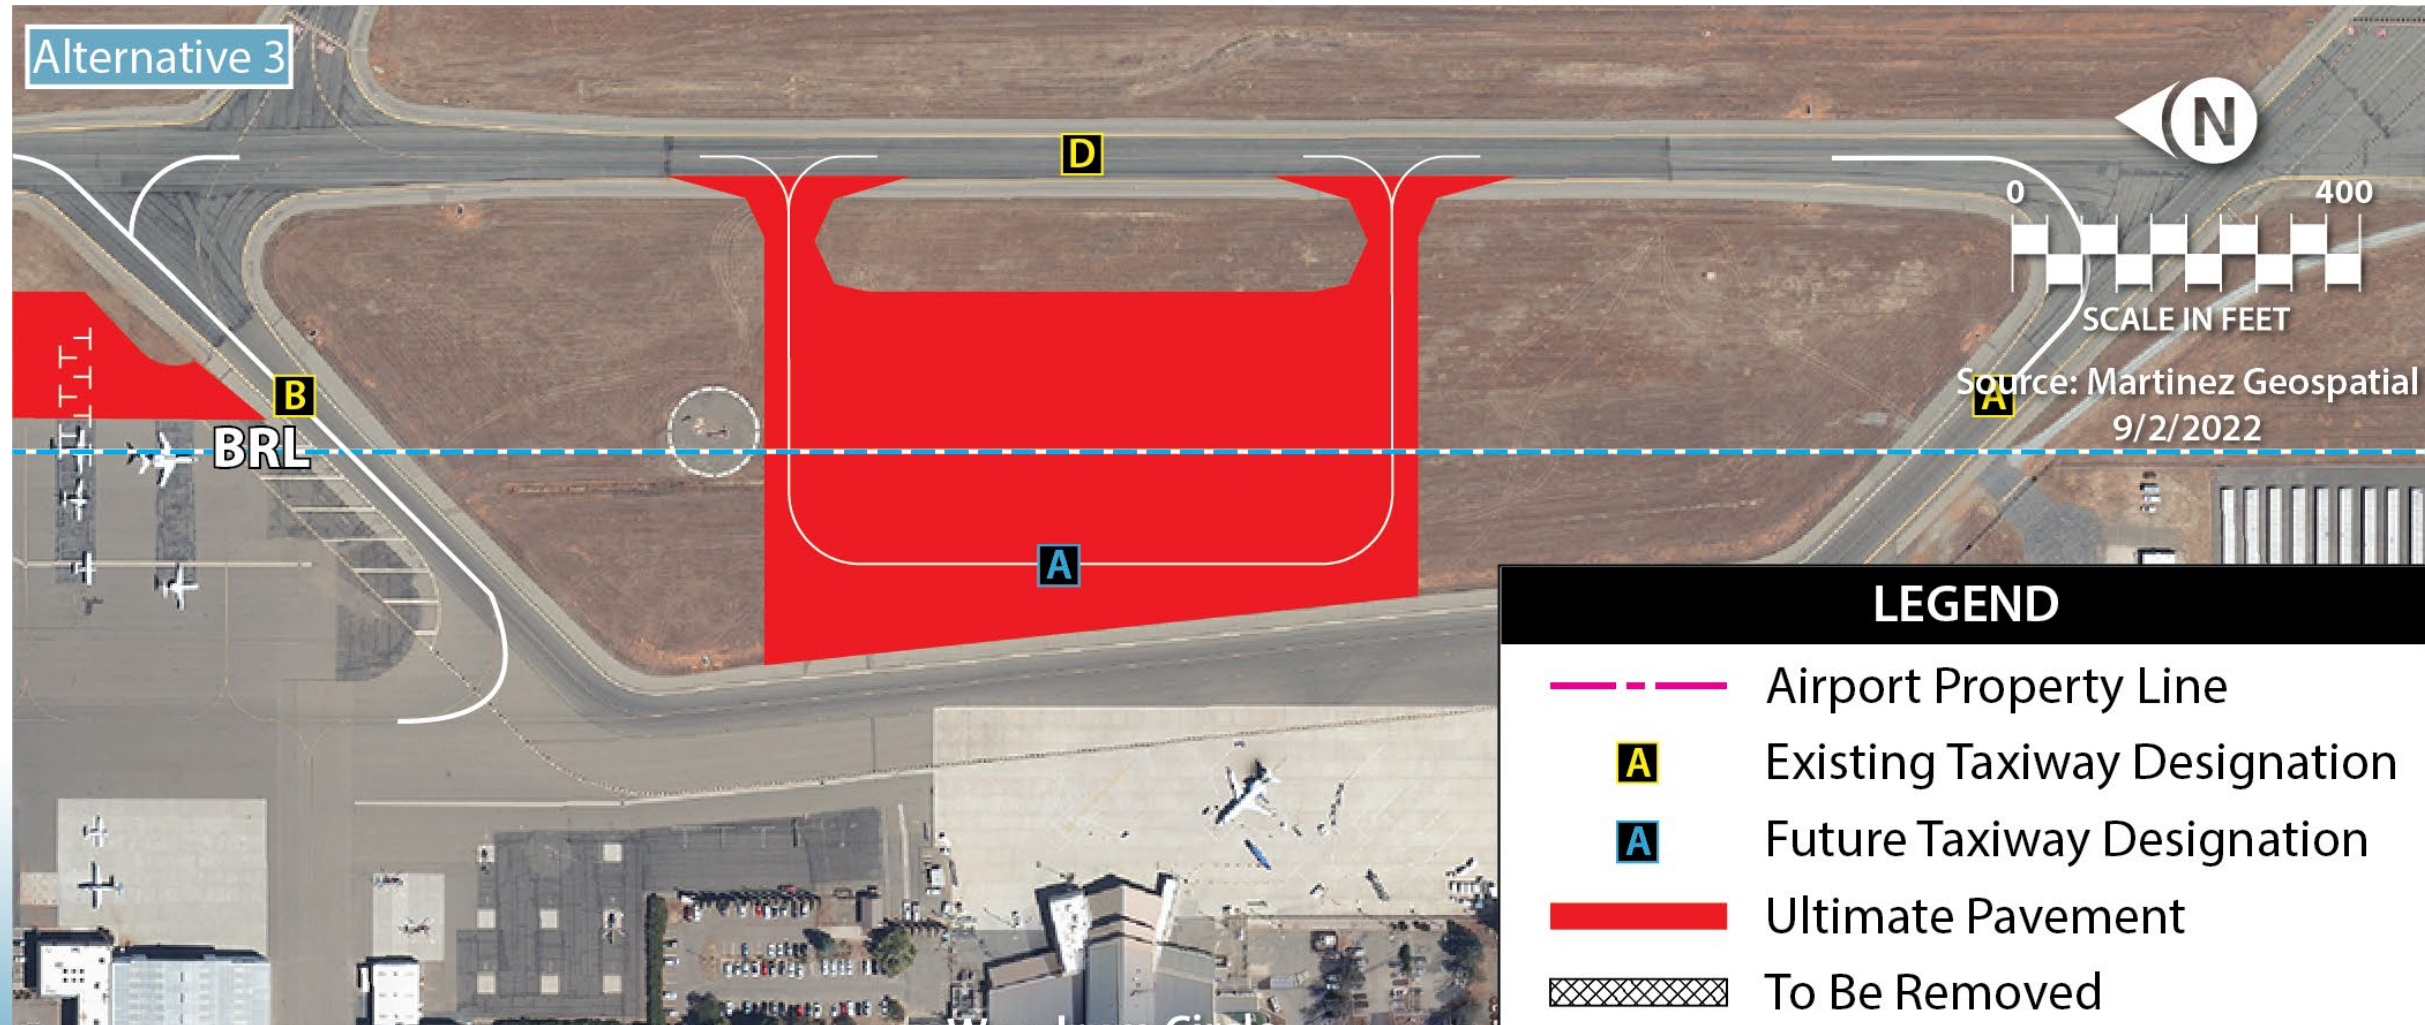 Alternative 3
N
D
0 400
SCALE IN FEET
Source: Martinez Geospatial
9/2/2022
B
A
BRL
A
LEGEND
Airport Property Line
A Existing Taxiway Designation
A Future Taxiway Designation
Ultimate Pavement
To Be Removed